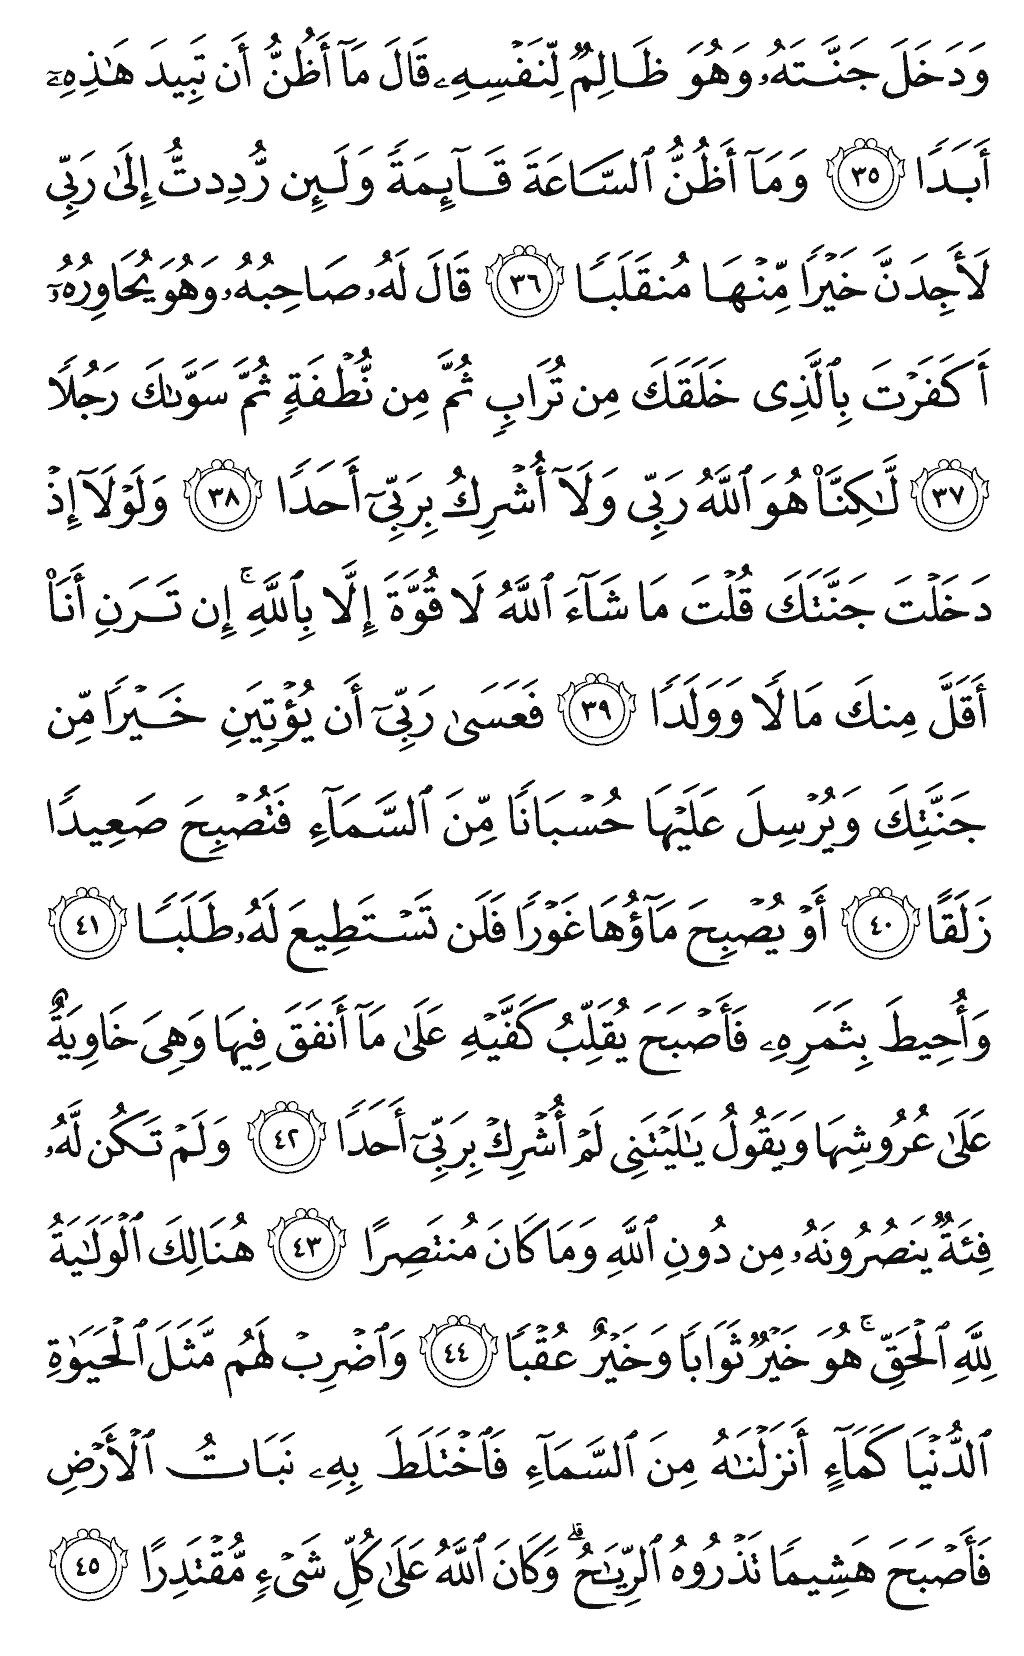 وَدَخَلَ جَنَّتَهُۥ وَهُوَ ظَالِمٞ لِّنَفۡسِهِۦ قَالَ مَآ أَظُنُّ أَن تَبِيدَ هَٰذِهِۦٓ
أَبَدٗا ٣٥ وَمَآ أَظُنُّ ٱلسَّاعَةَ قَآئِمَةٗ وَلَئِن رُّدِدتُّ إِلَىٰ رَبِّي
لَأَجِدَنَّ خَيۡرٗا مِّنۡهَا مُنقَلَبٗا ٣٦ قَالَ لَهُۥ صَاحِبُهُۥ وَهُوَ يُحَاوِرُهُۥٓ
أَكَفَرۡتَ بِٱلَّذِي خَلَقَكَ مِن تُرَابٖ ثُمَّ مِن نُّطۡفَةٖ ثُمَّ سَوَّىٰكَ رَجُلٗا
٣٧ لَّٰكِنَّا۠ هُوَ ٱللَّهُ رَبِّي وَلَآ أُشۡرِكُ بِرَبِّيٓ أَحَدٗا ٣٨ وَلَوۡلَآ إِذۡ
دَخَلۡتَ جَنَّتَكَ قُلۡتَ مَا شَآءَ ٱللَّهُ لَا قُوَّةَ إِلَّا بِٱللَّهِۚ إِن تَرَنِ أَنَا۠
أَقَلَّ مِنكَ مَالٗا وَوَلَدٗا ٣٩ فَعَسَىٰ رَبِّيٓ أَن يُؤۡتِيَنِ خَيۡرٗا مِّن
جَنَّتِكَ وَيُرۡسِلَ عَلَيۡهَا حُسۡبَانٗا مِّنَ ٱلسَّمَآءِ فَتُصۡبِحَ صَعِيدٗا
زَلَقًا ٤٠ أَوۡ يُصۡبِحَ مَآؤُهَا غَوۡرٗا فَلَن تَسۡتَطِيعَ لَهُۥ طَلَبٗا ٤١
وَأُحِيطَ بِثَمَرِهِۦ فَأَصۡبَحَ يُقَلِّبُ كَفَّيۡهِ عَلَىٰ مَآ أَنفَقَ فِيهَا وَهِيَ خَاوِيَةٌ
عَلَىٰ عُرُوشِهَا وَيَقُولُ يَٰلَيۡتَنِي لَمۡ أُشۡرِكۡ بِرَبِّيٓ أَحَدٗا ٤٢ وَلَمۡ تَكُن لَّهُۥ
فِئَةٞ يَنصُرُونَهُۥ مِن دُونِ ٱللَّهِ وَمَا كَانَ مُنتَصِرًا ٤٣ هُنَالِكَ ٱلۡوَلَٰيَةُ
لِلَّهِ ٱلۡحَقِّۚ هُوَ خَيۡرٞ ثَوَابٗا وَخَيۡرٌ عُقۡبٗا ٤٤ وَٱضۡرِبۡ لَهُم مَّثَلَ ٱلۡحَيَوٰةِ
ٱلدُّنۡيَا كَمَآءٍ أَنزَلۡنَٰهُ مِنَ ٱلسَّمَآءِ فَٱخۡتَلَطَ بِهِۦ نَبَاتُ ٱلۡأَرۡضِ
فَأَصۡبَحَ هَشِيمٗا تَذۡرُوهُ ٱلرِّيَٰحُۗ وَكَانَ ٱللَّهُ عَلَىٰ كُلِّ شَيۡءٖ مُّقۡتَدِرًا ٤٥